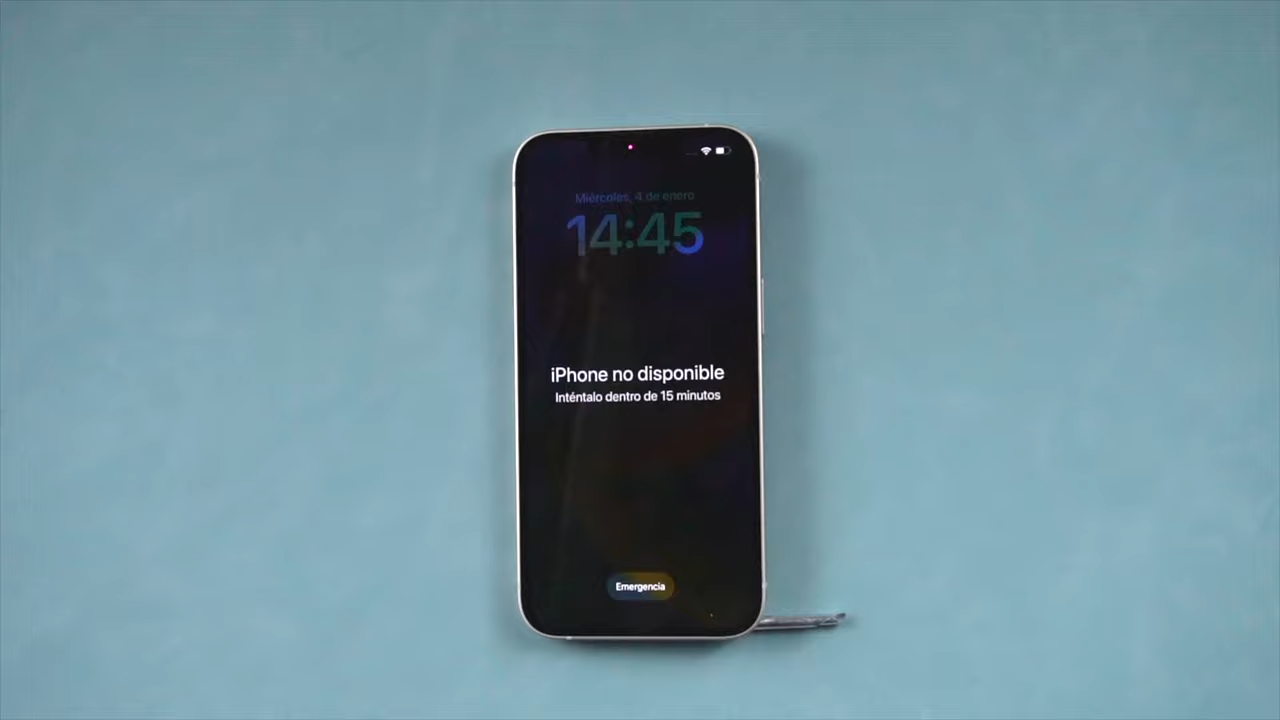 Miércoles, 4 de enero
14:45
iPhone no disponible
Inténtalo dentro de 15 minutos
Emergencia